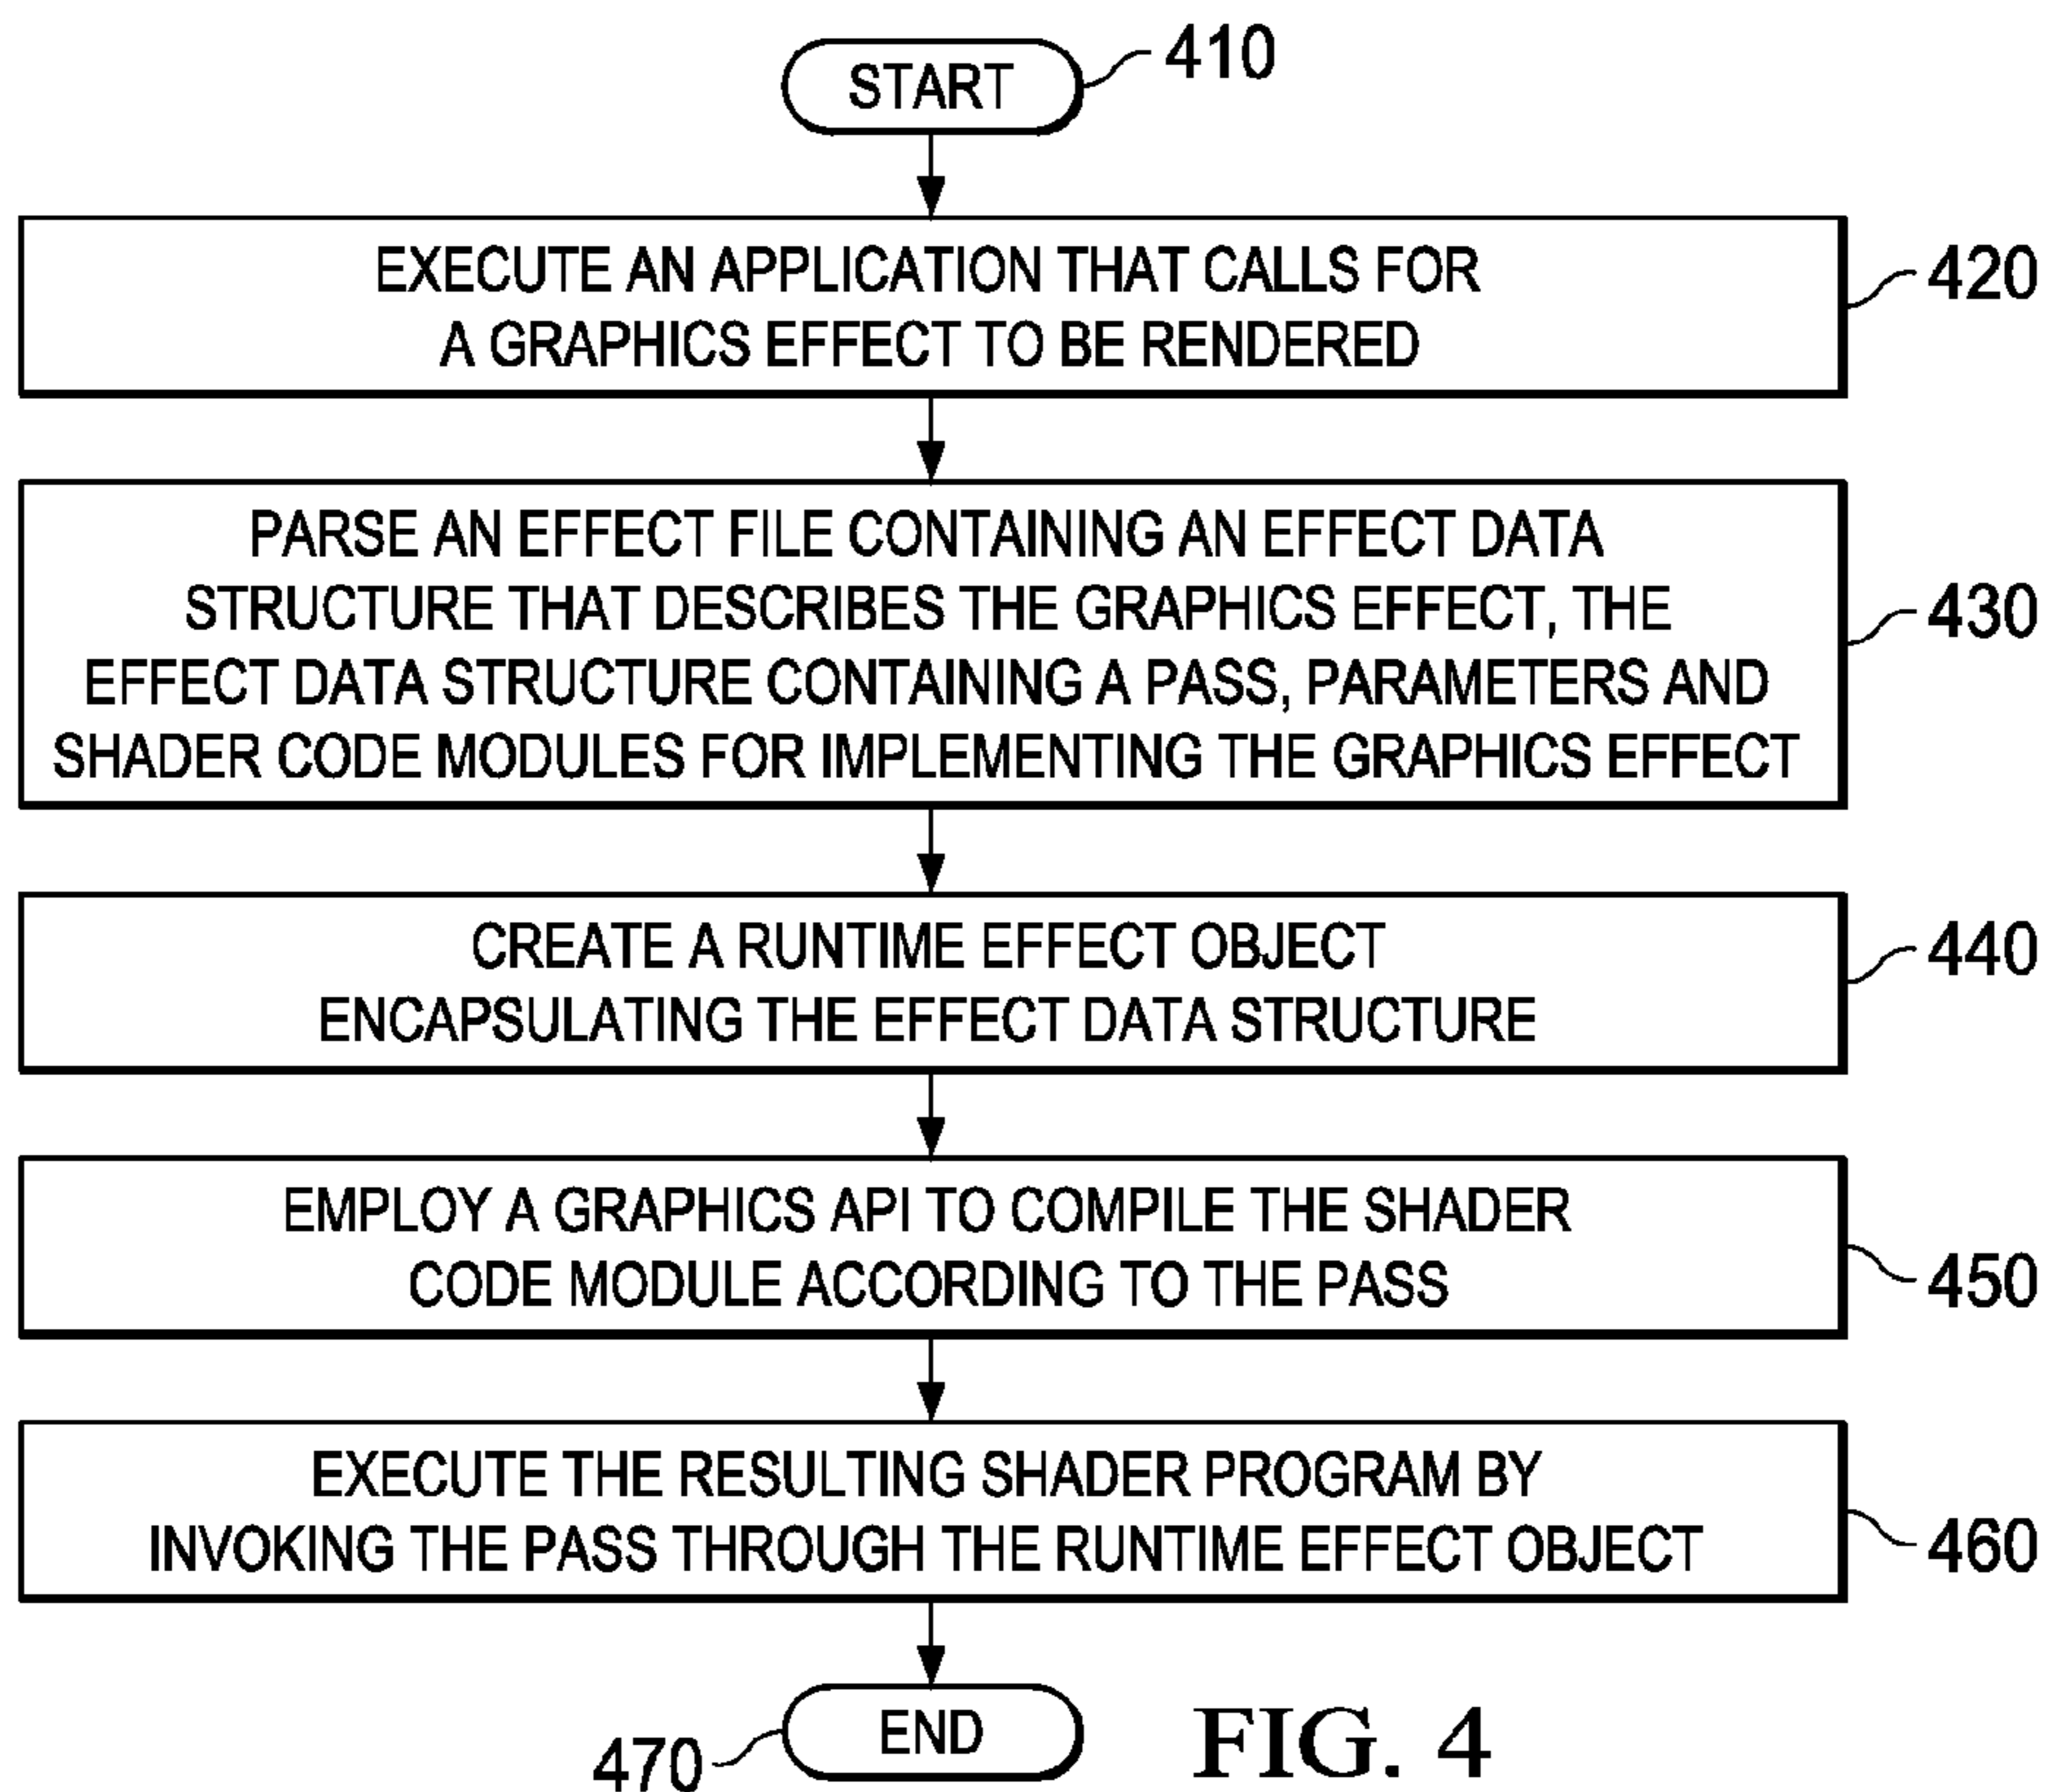 START
410
EXECUTE AN APPLICATION THAT CALLS FOR
A GRAPHICS EFFECT TO BE RENDERED
420
PARSE AN EFFECT FILE CONTAINING AN EFFECT DATA
STRUCTURE THAT DESCRIBES THE GRAPHICS EFFECT, THE
EFFECT DATA STRUCTURE CONTAINING A PASS, PARAMETERS AND
SHADER CODE MODULES FOR IMPLEMENTING THE GRAPHICS EFFECT
430
CREATE A RUNTIME EFFECT OBJECT
ENCAPSULATING THE EFFECT DATA STRUCTURE
440
EMPLOY A GRAPHICS API TO COMPILE THE SHADER
CODE MODULE ACCORDING TO THE PASS
450
EXECUTE THE RESULTING SHADER PROGRAM BY
INVOKING THE PASS THROUGH THE RUNTIME EFFECT OBJECT
460
END
470
FIG. 4